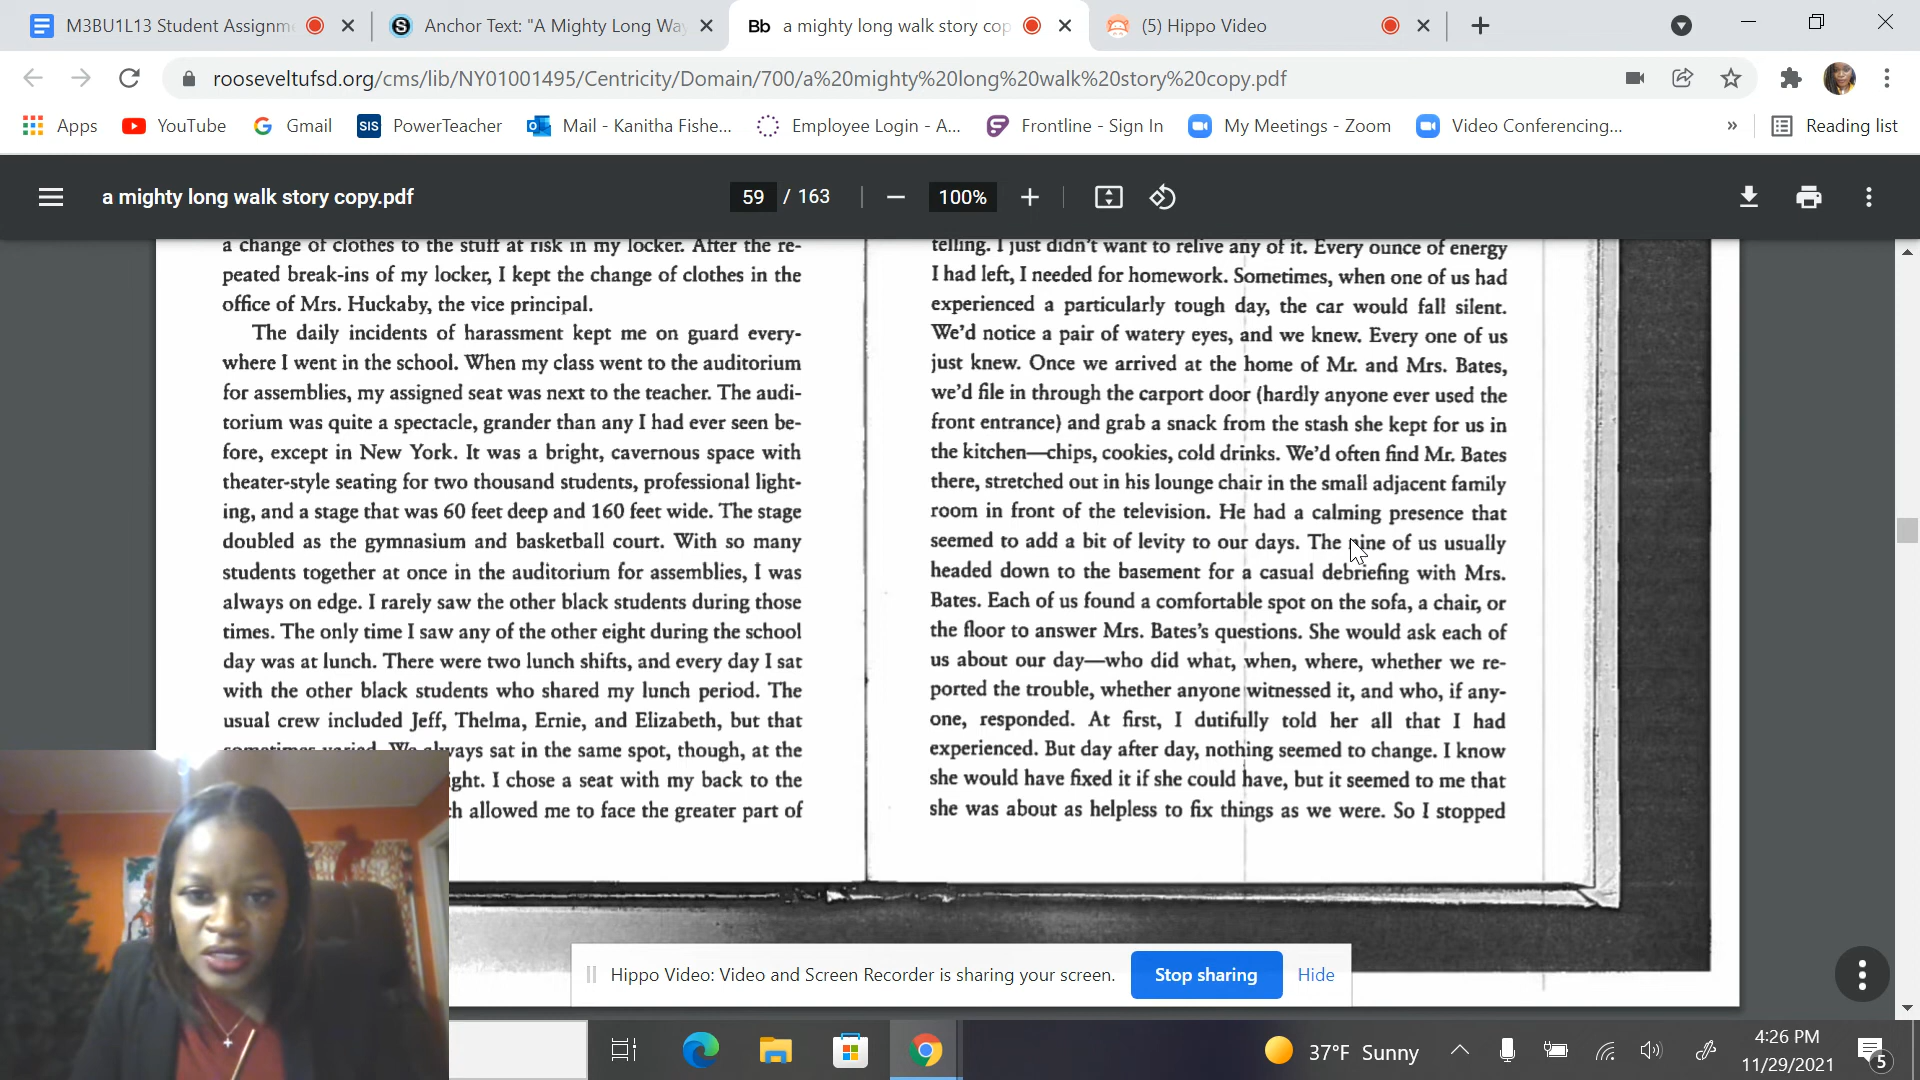 M3BU1L13 Student Assignm
Anchor Text: "A Mighty Long Wa
Bb a mighty long walk story cop
(5) Hippo Video
rooseveltufsd.org/cms/lib/NY01001495/Centricity/Domain/700/a%20mighty%20long%20walk%20story%20copy.pdf
Apps YouTube Gmail SIS PowerTeacher Mail - Kanitha Fishe... Employee Login - A... Frontline - Sign In My Meetings - Zoom Video Conferencing... » Reading list
a mighty long walk story copy.pdf 59 / 163 100%
a change of clothes to the stuff at risk in my locker. After the re-
peated break-ins of my locker, I kept the change of clothes in the
office of Mrs. Huckaby, the vice principal.
The daily incidents of harassment kept me on guard every-
where I went in the school. When my class went to the auditorium
for assemblies, my assigned seat was next to the teacher. The audi-
torium was quite a spectacle, grander than any I had ever seen be-
fore, except in New York. It was a bright, cavernous space with
theater-style seating for two thousand students, professional light-
ing, and a stage that was 60 feet deep and 160 feet wide. The stage
doubled as the gymnasium and basketball court. With so many
students together at once in the auditorium for assemblies, I was
always on edge. I rarely saw the other black students during those
times. The only time I saw any of the other eight during the school
day was at lunch. There were two lunch shifts, and every day I sat
with the other black students who shared my lunch period. The
usual crew included Jeff, Thelma, Ernie, and Elizabeth, but that
sometimes varied. We always sat in the same spot, though, at the
ight. I chose a seat with my back to the
h allowed me to face the greater part of
telling. I just didn't want to relive any of it. Every ounce of energy
I had left, I needed for homework. Sometimes, when one of us had
experienced a particularly tough day, the car would fall silent.
We'd notice a pair of watery eyes, and we knew. Every one of us
just knew. Once we arrived at the home of Mr. and Mrs. Bates,
we'd file in through the carport door (hardly anyone ever used the
front entrance) and grab a snack from the stash she kept for us in
the kitchen—chips, cookies, cold drinks. We'd often find Mr. Bates
there, stretched out in his lounge chair in the small adjacent family
room in front of the television. He had a calming presence that
seemed to add a bit of levity to our days. The nine of us usually
headed down to the basement for a casual debriefing with Mrs.
Bates. Each of us found a comfortable spot on the sofa, a chair, or
the floor to answer Mrs. Bates's questions. She would ask each of
us about our day—who did what, when, where, whether we re-
ported the trouble, whether anyone witnessed it, and who, if any-
one, responded. At first, I dutifully told her all that I had
experienced. But day after day, nothing seemed to change. I know
she would have fixed it if she could have, but it seemed to me that
she was about as helpless to fix things as we were. So I stopped
Hippo Video: Video and Screen Recorder is sharing your screen. Stop sharing Hide
37°F Sunny
4:26 PM
11/29/2021
5